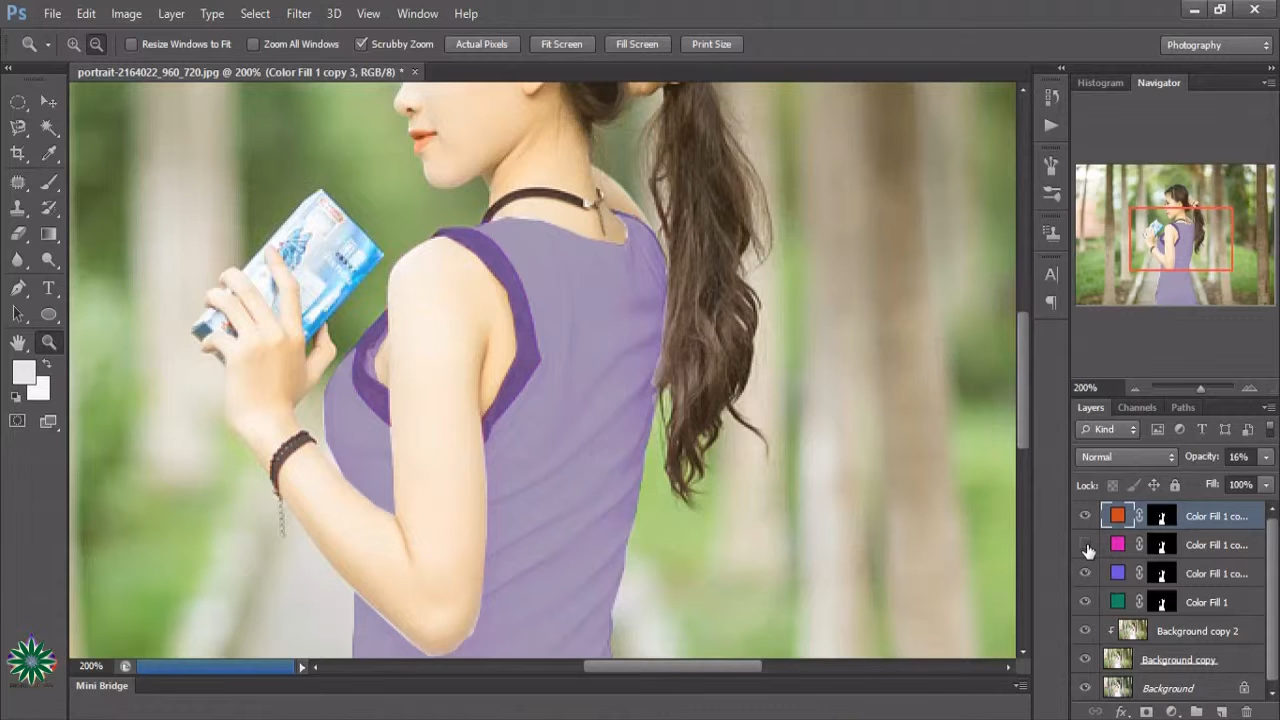 Ps File Edit Image Layer Type Select Filter 3D View Window Help
Resize Windows to Fit Zoom All Windows Scrubby Zoom Actual Pixels Fit Screen Fill Screen Print Size Photography
portrait-2164022_960_720.jpg @ 200% (Color Fill 1 copy 3, RGB/8) * ×
Histogram Navigator
200%
Layers Channels Paths
Kind
Normal Opacity: 16%
Lock: Fill: 100%
Color Fill 1 co...
Color Fill 1 co...
Color Fill 1 co...
Color Fill 1
Background copy 2
Background copy
Background
200%
Mini Bridge